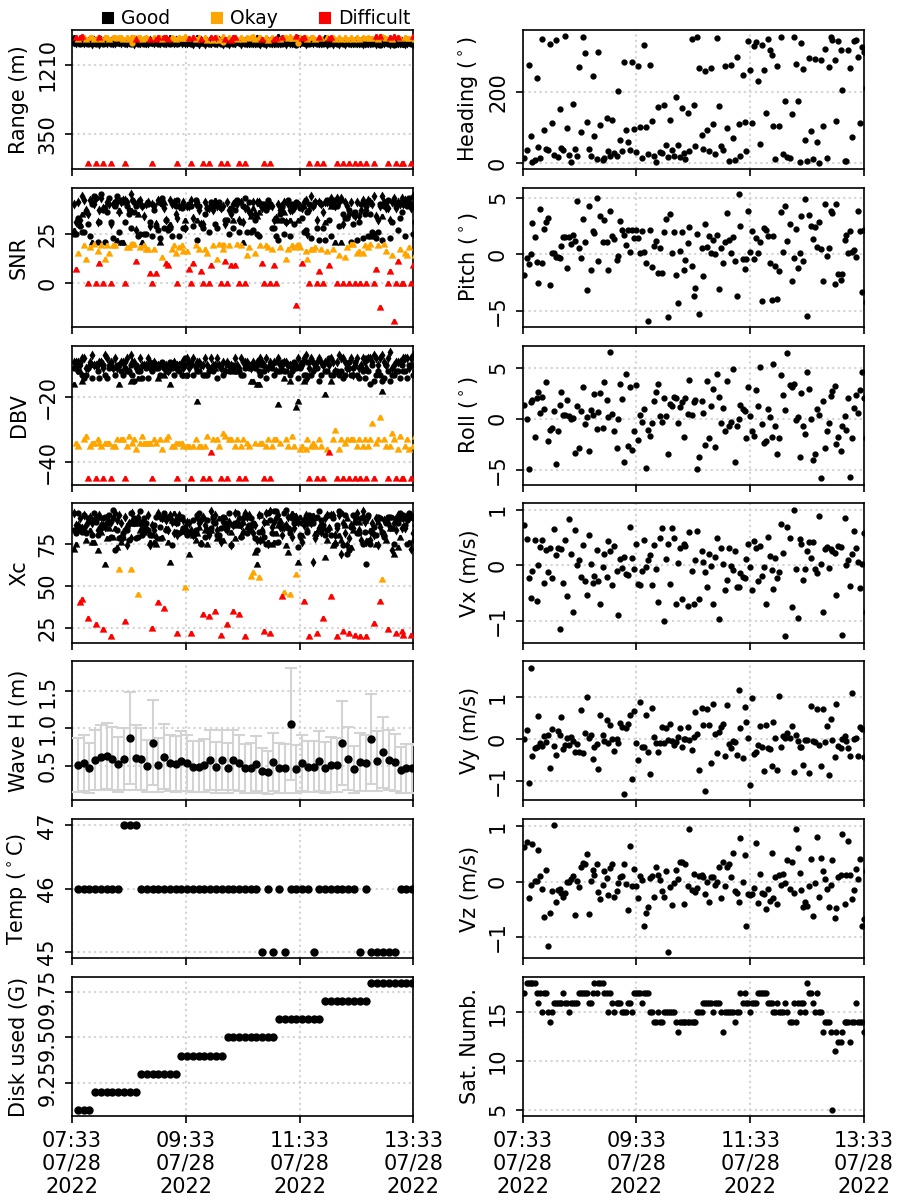 Good Okay Difficult
Range (m)
1210
350
Heading (°)
200
0
SNR
25
0
Pitch (°)
5
0
−5
DBV
−20
−40
Roll (°)
5
0
−5
Xc
75
50
25
Vx (m/s)
1
0
−1
Wave H (m)
1.5
1.0
0.5
Vy (m/s)
1
0
−1
Temp (°C)
47
46
45
Vz (m/s)
1
0
−1
Disk used (G)
9.75
9.50
9.25
Sat. Numb.
15
10
5
07:33 09:33 11:33 13:33 07:33 09:33 11:33 13:33
07/28 07/28 07/28 07/28 07/28 07/28 07/28 07/28
2022 2022 2022 2022 2022 2022 2022 2022